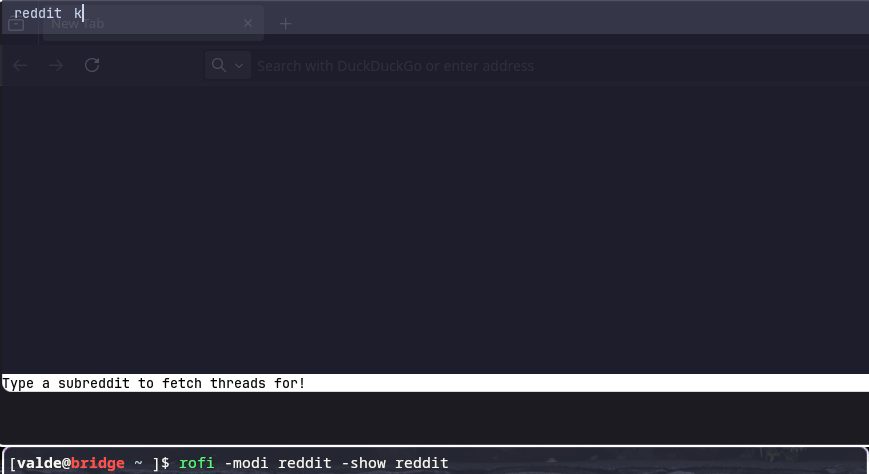 reddit k
New Tab
Search with DuckDuckGo or enter address
Type a subreddit to fetch threads for!
[valde@bridge ~ ]$ rofi -modi reddit -show reddit